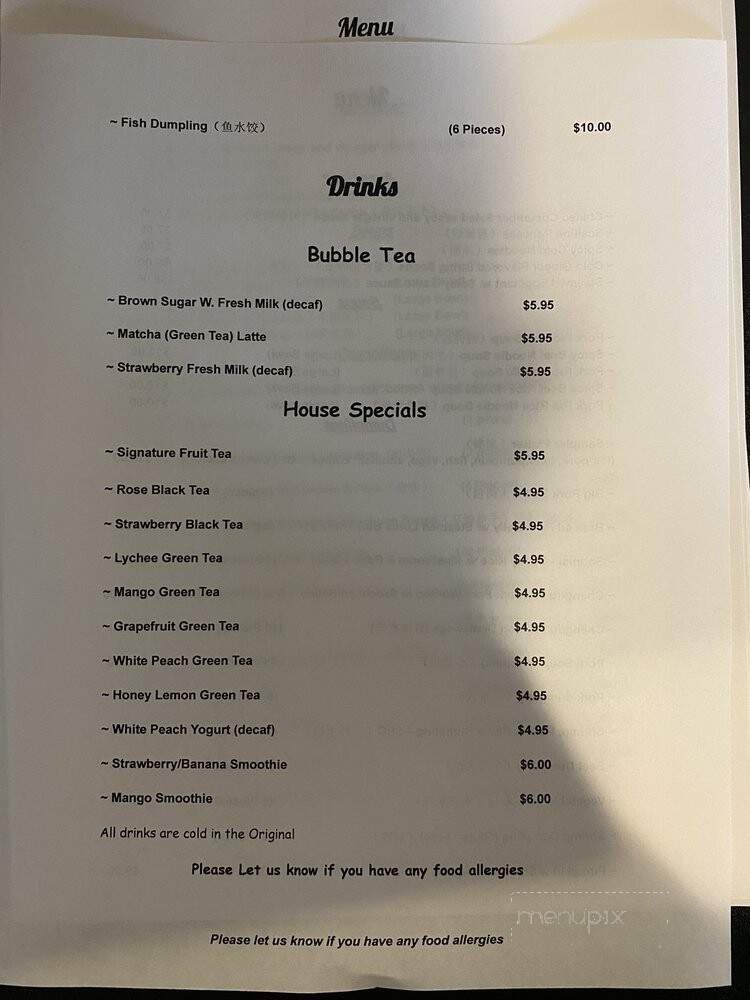 Menu
~ Fish Dumpling（鱼水饺） (6 Pieces) $10.00
Drinks
Bubble Tea
~ Brown Sugar W. Fresh Milk (decaf) $5.95
~ Matcha (Green Tea) Latte $5.95
~ Strawberry Fresh Milk (decaf) $5.95
House Specials
~ Signature Fruit Tea $5.95
~ Rose Black Tea $4.95
~ Strawberry Black Tea $4.95
~ Lychee Green Tea $4.95
~ Mango Green Tea $4.95
~ Grapefruit Green Tea $4.95
~ White Peach Green Tea $4.95
~ Honey Lemon Green Tea $4.95
~ White Peach Yogurt (decaf) $4.95
~ Strawberry/Banana Smoothie $6.00
~ Mango Smoothie $6.00
All drinks are cold in the Original
Please Let us know if you have any food allergies
menupix
Please let us know if you have any food allergies